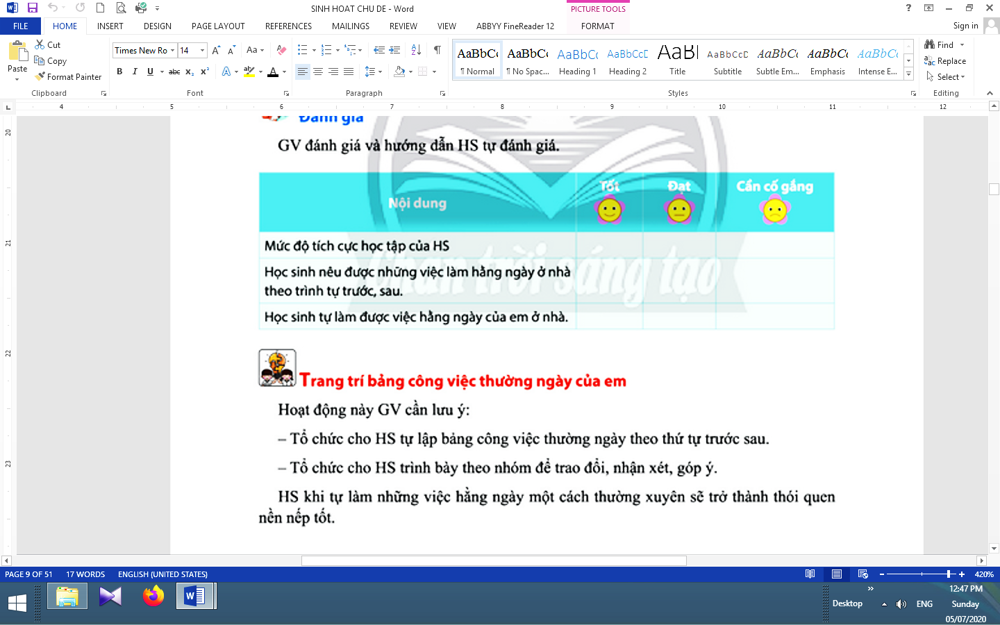 SINH HOAT CHU DE - Word
PICTURE TOOLS
FILE HOME INSERT DESIGN PAGE LAYOUT REFERENCES MAILINGS REVIEW VIEW ABBYY FineReader 12 FORMAT
Sign in
Paste
Cut
Copy
Format Painter
Clipboard
Times New Ro 14
Font
Paragraph
AaBbCc AaBbCc AaBbCc AaBbCcD AaBl AaBbCcD AaBbCc AaBbCc AaBbCc
¶ Normal ¶ No Spac... Heading 1 Heading 2 Title Subtitle Subtle Em... Emphasis Intense E...
Styles
Find
Replace
Select
Editing
4 5 6 7 8 9 10 11 12
20
21
22
23
Đánh giá
GV đánh giá và hướng dẫn HS tự đánh giá.
Nội dung
Tốt
Đạt
Cần cố gắng
Mức độ tích cực học tập của HS
Học sinh nêu được những việc làm hằng ngày ở nhà
theo trình tự trước, sau.
Học sinh tự làm được việc hằng ngày của em ở nhà.
Chân trời sáng tạo
Trang trí bảng công việc thường ngày của em
Hoạt động này GV cần lưu ý:
– Tổ chức cho HS tự lập bảng công việc thường ngày theo thứ tự trước sau.
– Tổ chức cho HS trình bày theo nhóm để trao đổi, nhận xét, góp ý.
HS khi tự làm những việc hằng ngày một cách thường xuyên sẽ trở thành thói quen
nền nếp tốt.
PAGE 9 OF 51 17 WORDS ENGLISH (UNITED STATES)
420%
Desktop
ENG
12:47 PM
Sunday
05/07/2020